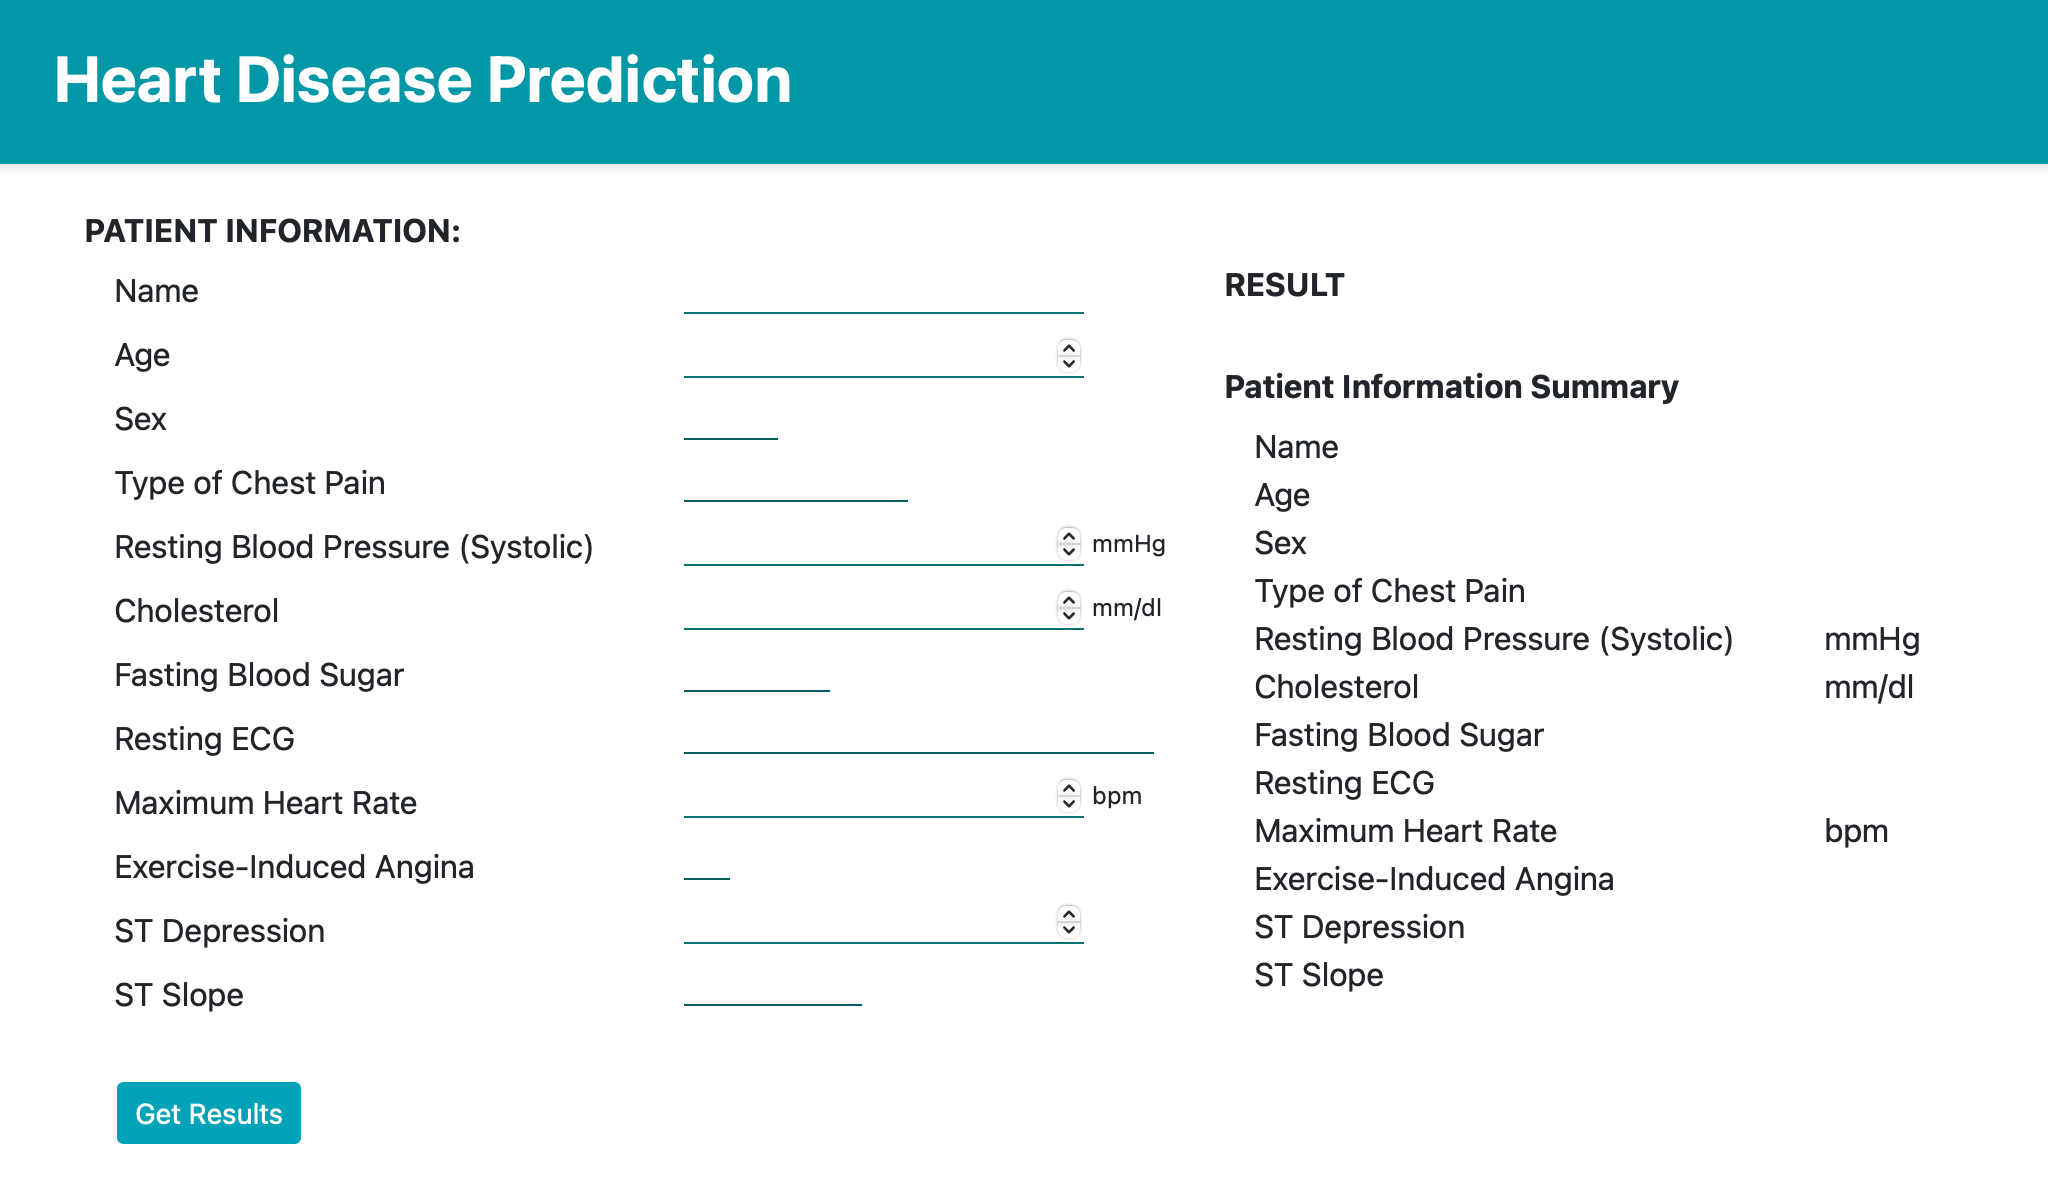 Heart Disease Prediction
PATIENT INFORMATION:
Name
Age
Sex
Type of Chest Pain
Resting Blood Pressure (Systolic) mmHg
Cholesterol mm/dl
Fasting Blood Sugar
Resting ECG
Maximum Heart Rate bpm
Exercise-Induced Angina
ST Depression
ST Slope
Get Results
RESULT
Patient Information Summary
Name
Age
Sex
Type of Chest Pain
Resting Blood Pressure (Systolic) mmHg
Cholesterol mm/dl
Fasting Blood Sugar
Resting ECG
Maximum Heart Rate bpm
Exercise-Induced Angina
ST Depression
ST Slope